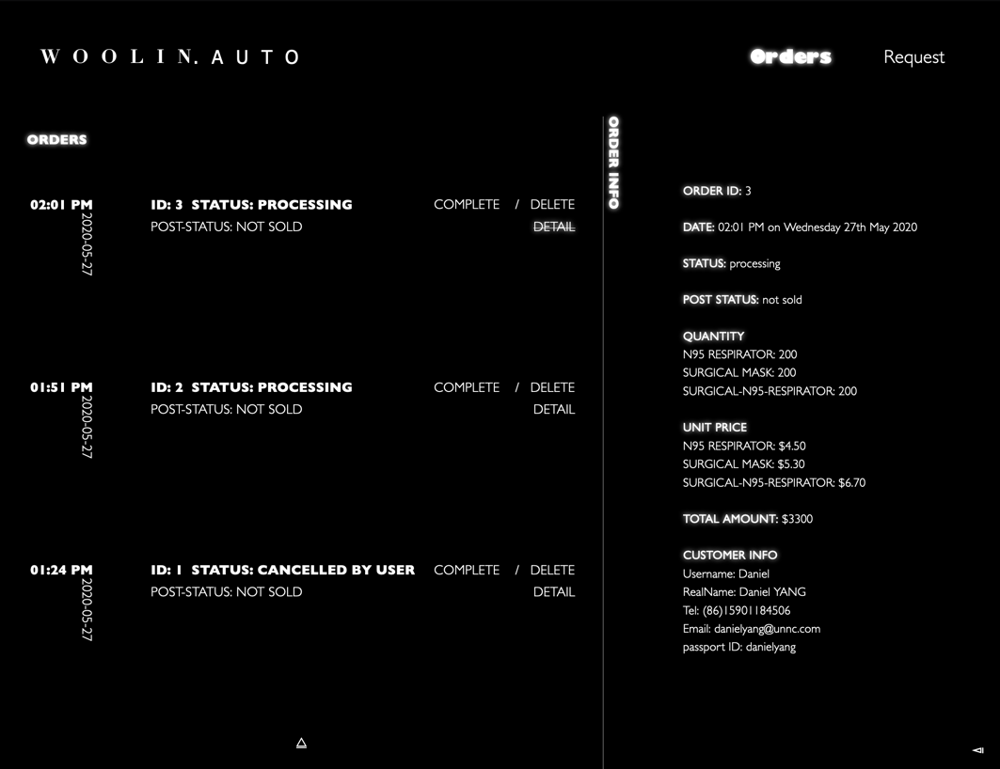 WOOLIN. AUTO
Orders
Request
ORDERS
02:01 PM
2020-05-27
ID: 3 STATUS: PROCESSING
COMPLETE / DELETE
POST-STATUS: NOT SOLD
DETAIL
01:51 PM
2020-05-27
ID: 2 STATUS: PROCESSING
COMPLETE / DELETE
POST-STATUS: NOT SOLD
DETAIL
01:24 PM
2020-05-27
ID: 1 STATUS: CANCELLED BY USER
COMPLETE / DELETE
POST-STATUS: NOT SOLD
DETAIL
ORDER INFO
ORDER ID: 3
DATE: 02:01 PM on Wednesday 27th May 2020
STATUS: processing
POST STATUS: not sold
QUANTITY
N95 RESPIRATOR: 200
SURGICAL MASK: 200
SURGICAL-N95-RESPIRATOR: 200
UNIT PRICE
N95 RESPIRATOR: $4.50
SURGICAL MASK: $5.30
SURGICAL-N95-RESPIRATOR: $6.70
TOTAL AMOUNT: $3300
CUSTOMER INFO
Username: Daniel
RealName: Daniel YANG
Tel: (86)15901184506
Email: danielyang@unnc.com
passport ID: danielyang